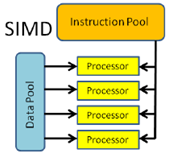 SIMD
Instruction Pool
Data Pool
Processor
Processor
Processor
Processor